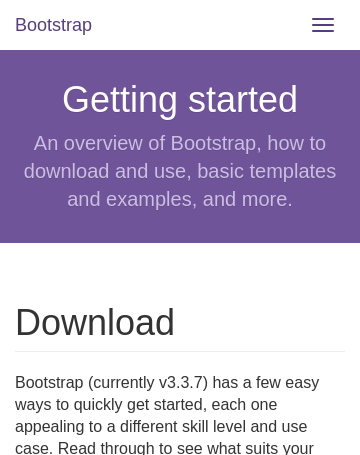 Bootstrap
Getting started
An overview of Bootstrap, how to
download and use, basic templates
and examples, and more.
Download
Bootstrap (currently v3.3.7) has a few easy
ways to quickly get started, each one
appealing to a different skill level and use
case. Read through to see what suits your